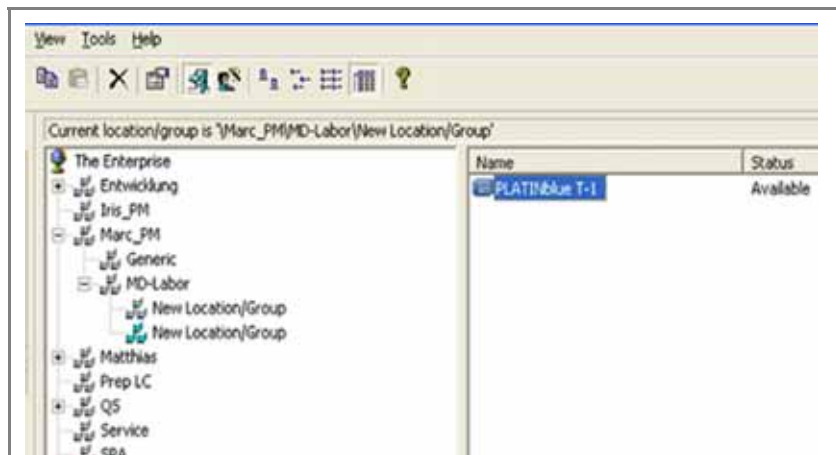 View Tools Help
Current location/group is '\Marc_PM\MD-Labor\New Location/Group'
The Enterprise
Entwicklung
Iris_PM
Marc_PM
Generic
MD-Labor
New Location/Group
New Location/Group
Matthias
Prep LC
QS
Service
SPA
Name Status
PLATINblue T-1 Available